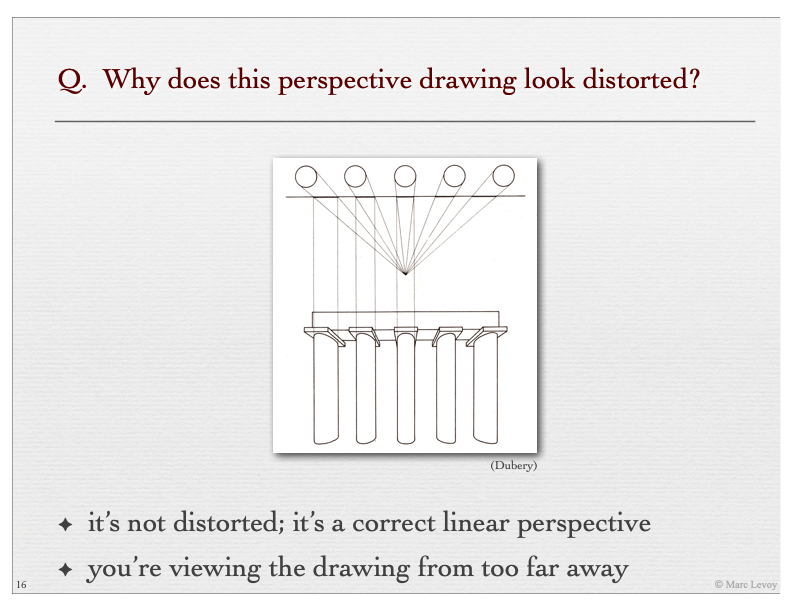 Q. Why does this perspective drawing look distorted?
(Dubery)
✦ it's not distorted; it's a correct linear perspective
✦ you're viewing the drawing from too far away
16
© Marc Levoy